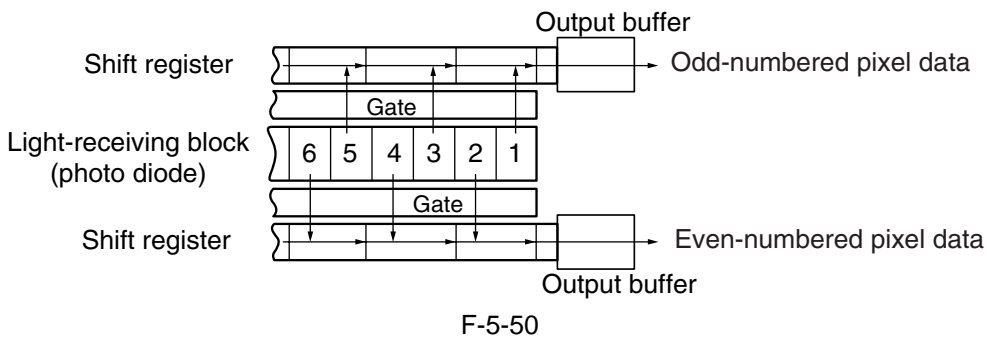 Output buffer
Shift register
Odd-numbered pixel data
Gate
Light-receiving block
(photo diode)
6 5 4 3 2 1
Gate
Shift register
Even-numbered pixel data
Output buffer
F-5-50